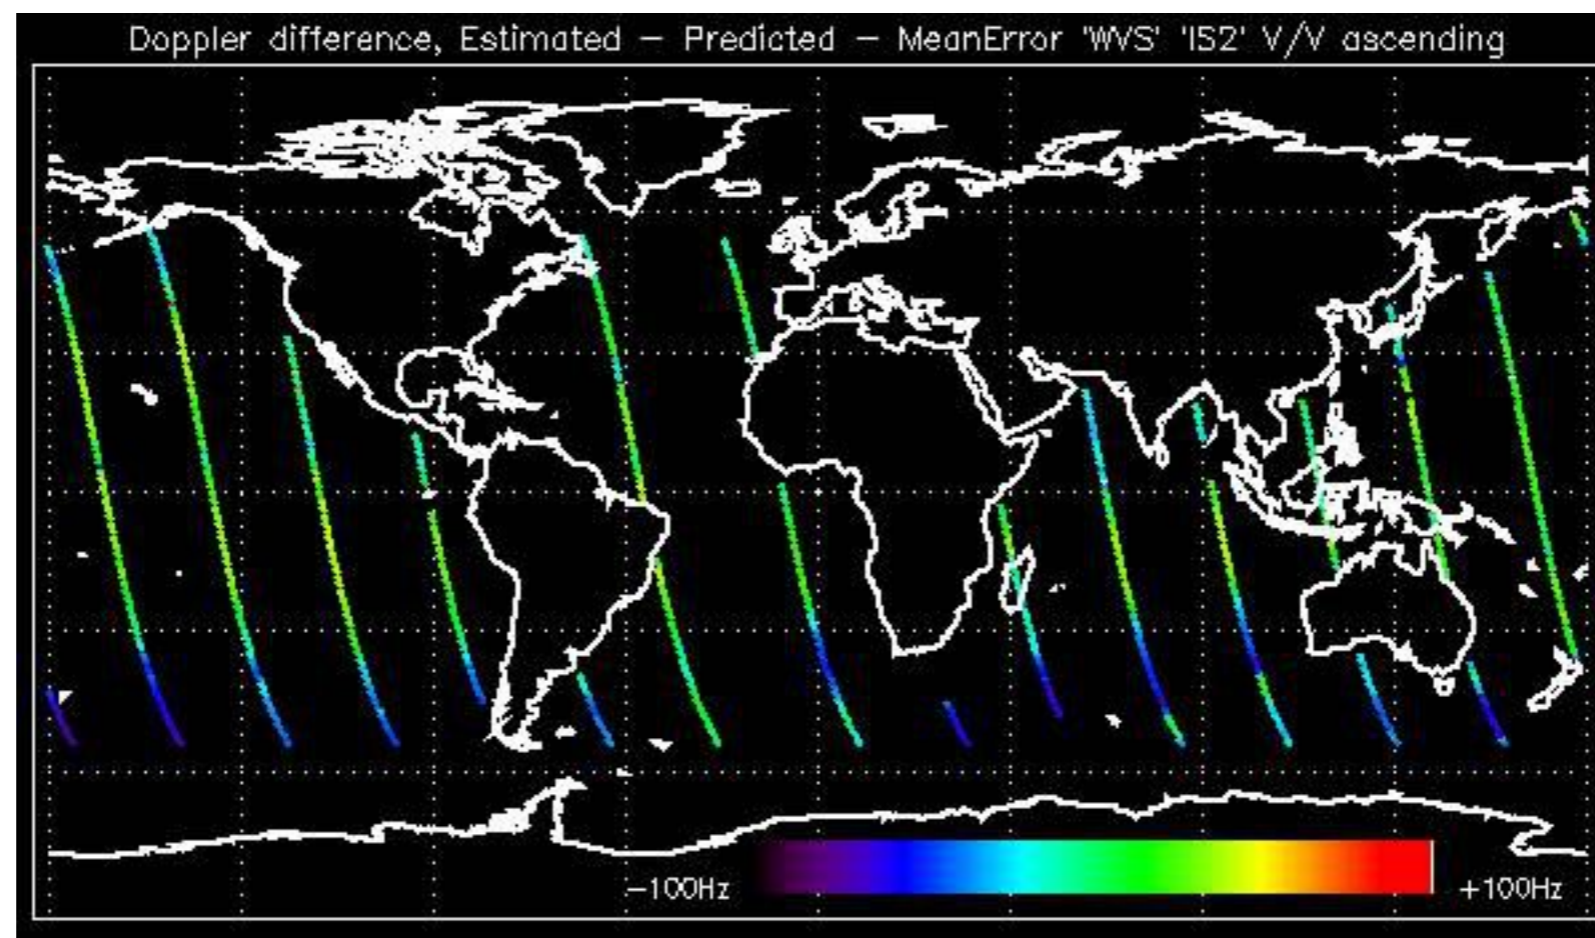 Doppler difference, Estimated − Predicted − MeanError 'WVS' 'IS2' V/V ascending
−100Hz
+100Hz